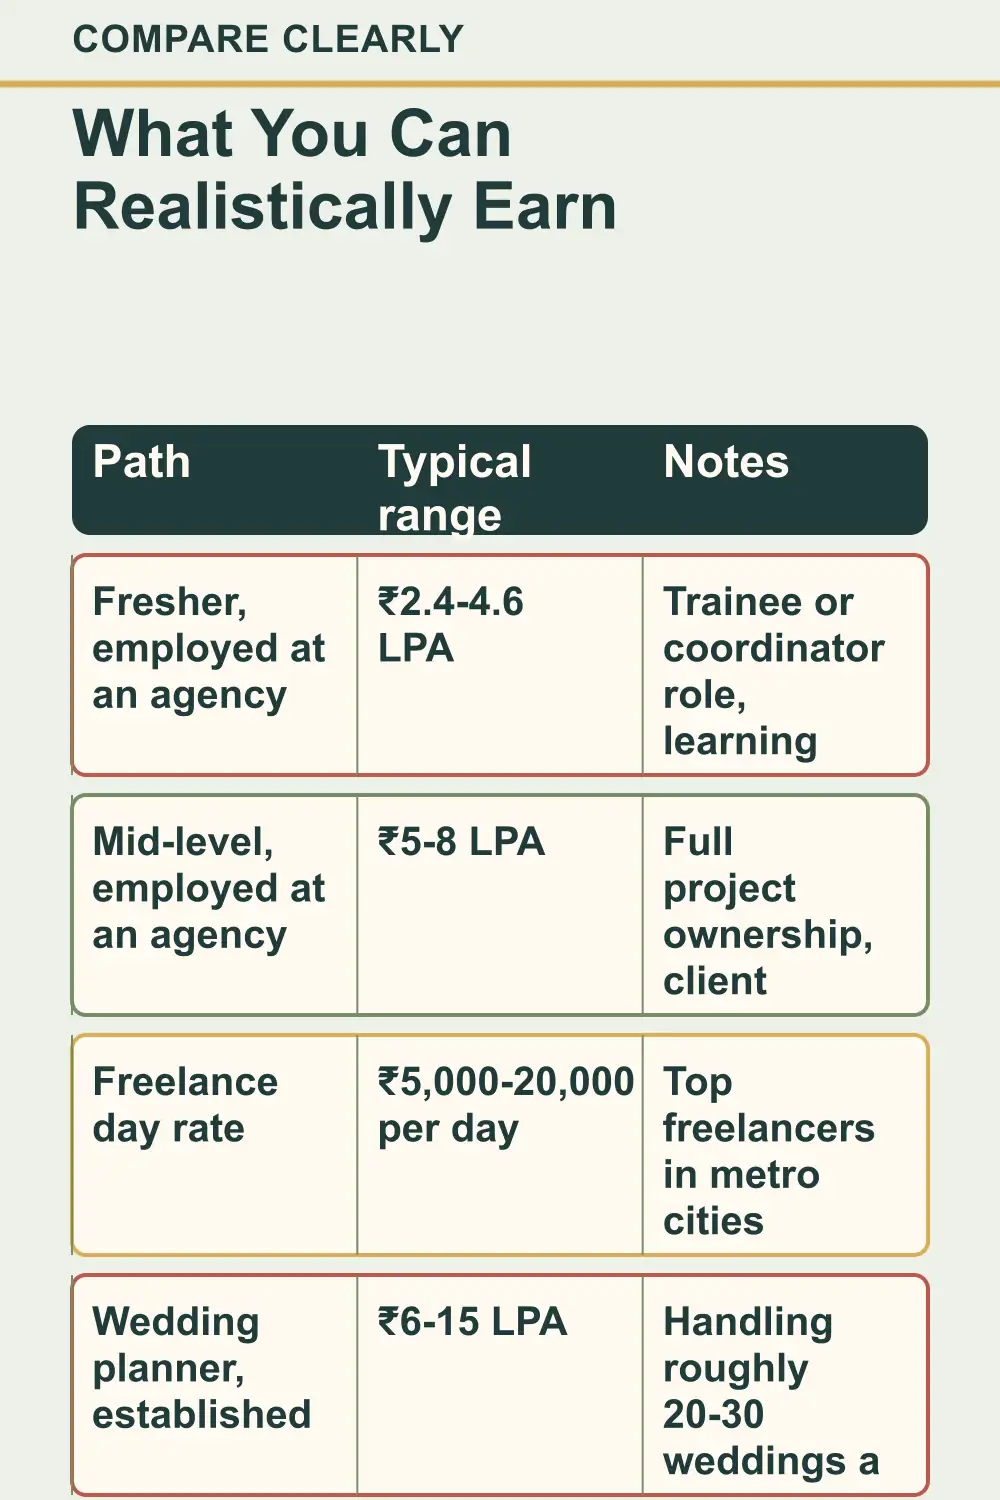 COMPARE CLEARLY
What You Can
Realistically Earn
Path
Typical
range
Notes
Fresher,
employed at
an agency
₹2.4-4.6
LPA
Trainee or
coordinator
role,
learning
Mid-level,
employed at
an agency
₹5-8 LPA
Full
project
ownership,
client
Freelance
day rate
₹5,000-20,000
per day
Top
freelancers
in metro
cities
Wedding
planner,
established
₹6-15 LPA
Handling
roughly
20-30
weddings a